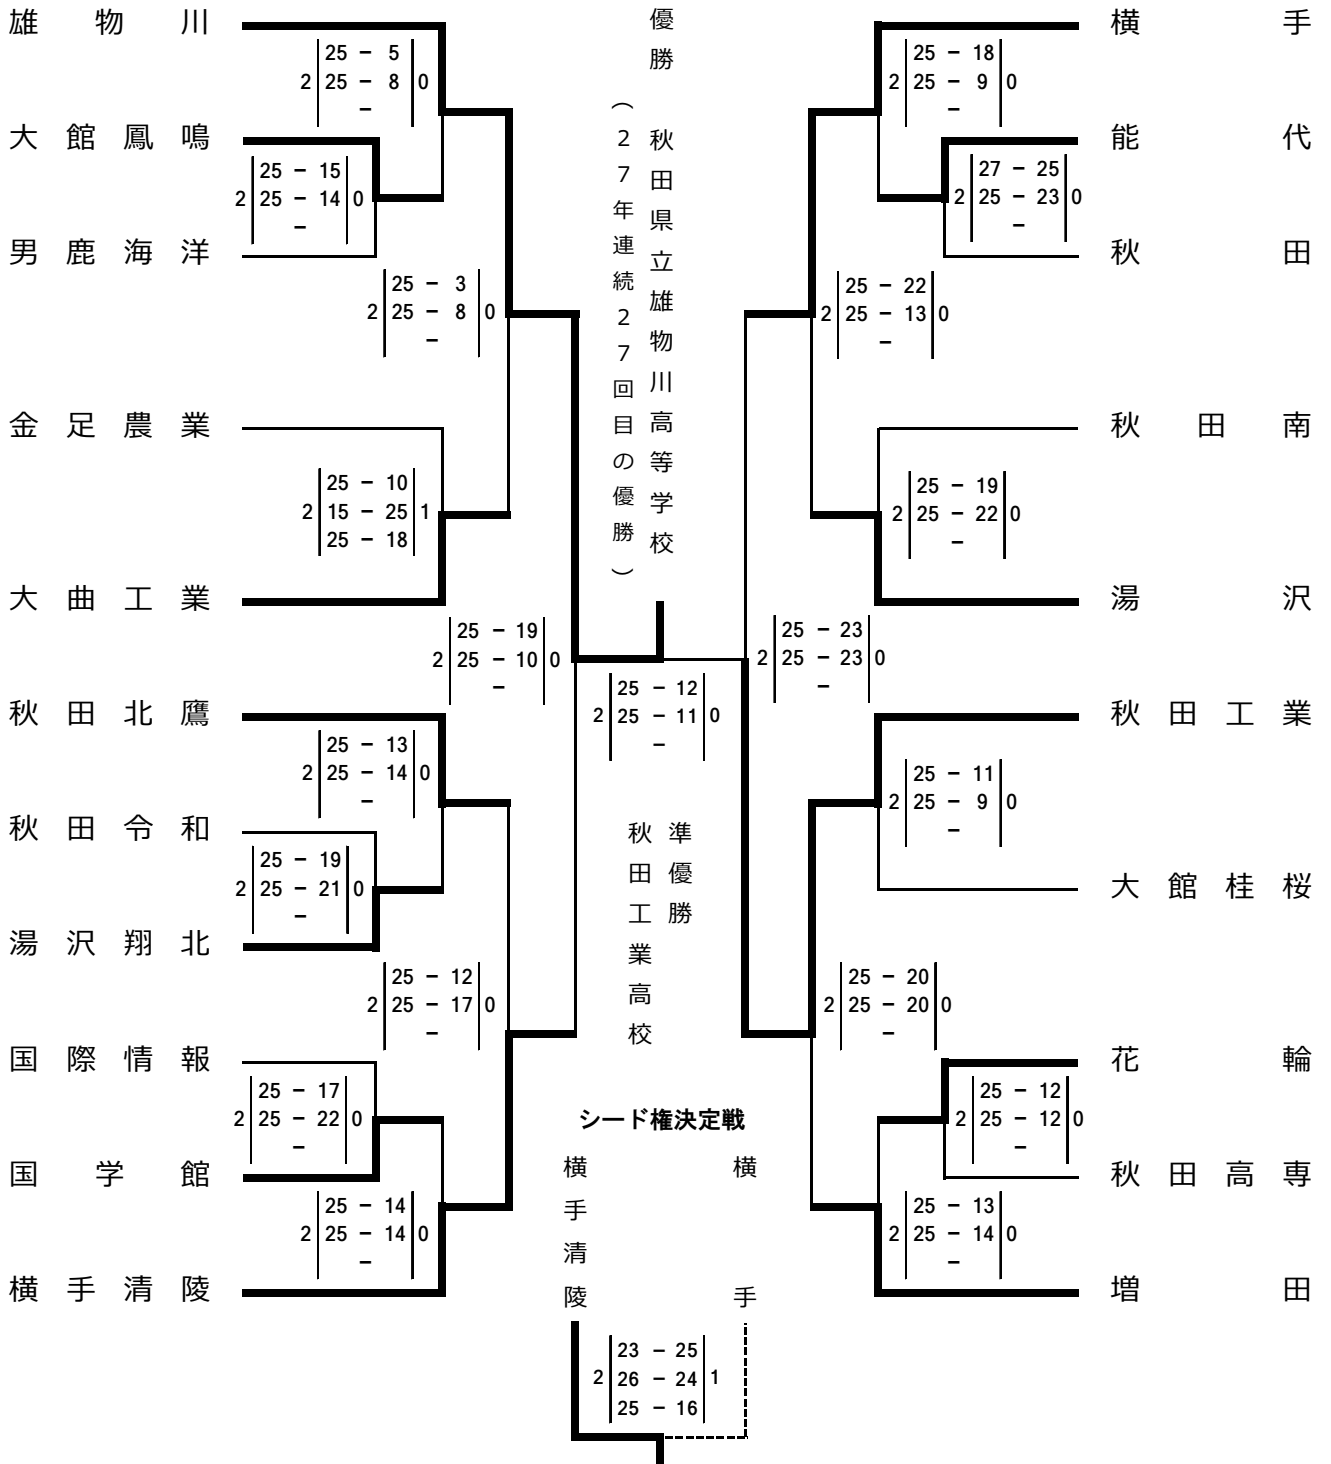 雄物川
2 25 - 5 0
25 - 8
-
大館鳳鳴
2 25 - 15 0
25 - 14
-
男鹿海洋
2 25 - 3 0
25 - 8
-
金足農業
2 25 - 10 1
15 - 25
25 - 18
大曲工業
2 25 - 19 0
25 - 10
-
秋田北鷹
2 25 - 13 0
25 - 14
-
秋田令和
2 25 - 19 0
25 - 21
-
湯沢翔北
2 25 - 12 0
25 - 17
-
国際情報
2 25 - 17 0
25 - 22
-
国学館
2 25 - 14 0
25 - 14
-
横手清陵
優勝 秋田県立雄物川高等学校
（27年連続27回目の優勝）
2 25 - 12 0
25 - 11
-
準優勝
秋田工業高校
シード権決定戦
横手清陵
横手
2 23 - 25 1
26 - 24
25 - 16
横手
2 25 - 18 0
25 - 9
-
能代
2 27 - 25 0
25 - 23
-
秋田
2 25 - 22 0
25 - 13
-
秋田南
2 25 - 19 0
25 - 22
-
湯沢
2 25 - 23 0
25 - 23
-
秋田工業
2 25 - 11 0
25 - 9
-
大館桂桜
2 25 - 20 0
25 - 20
-
花輪
2 25 - 12 0
25 - 12
-
秋田高専
2 25 - 13 0
25 - 14
-
増田